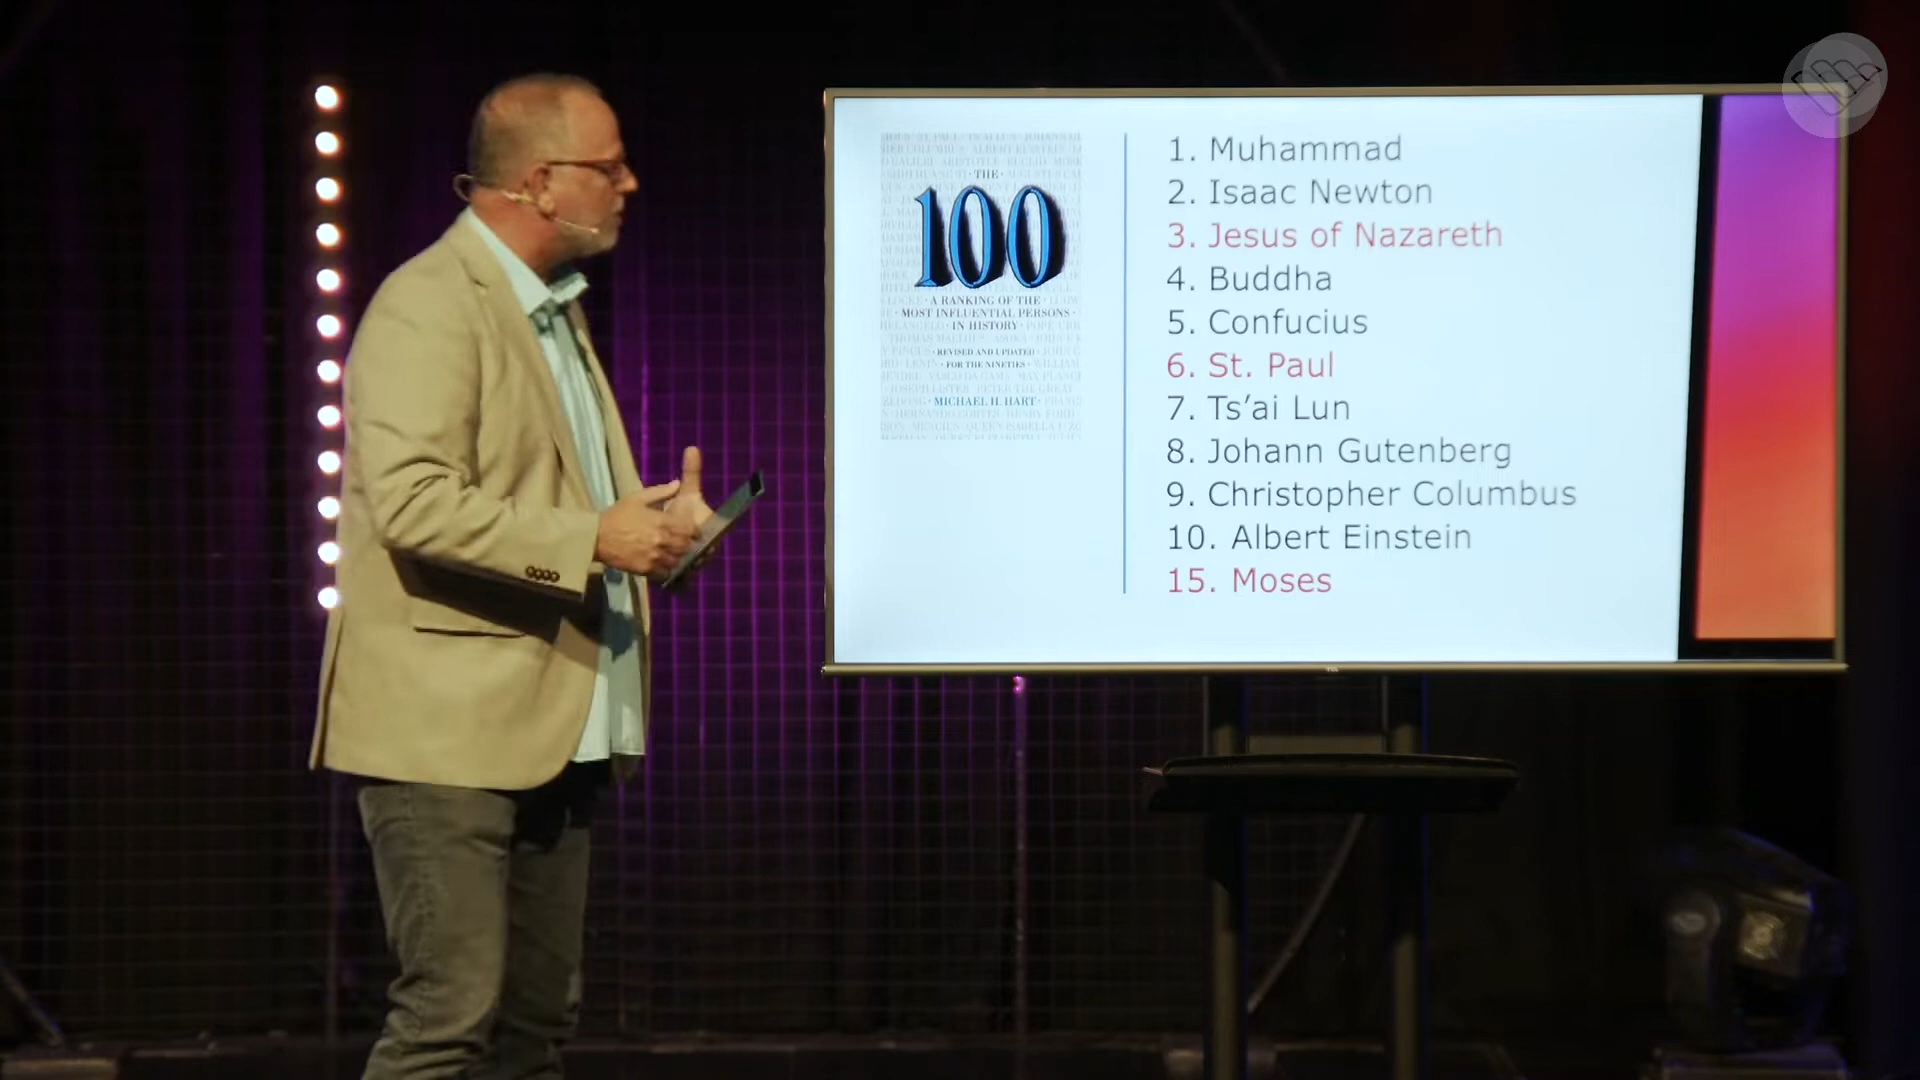 THE
100
A RANKING OF THE
MOST INFLUENTIAL PERSONS
IN HISTORY
REVISED AND UPDATED
FOR THE NINETIES
MICHAEL H. HART
1. Muhammad
2. Isaac Newton
3. Jesus of Nazareth
4. Buddha
5. Confucius
6. St. Paul
7. Ts’ai Lun
8. Johann Gutenberg
9. Christopher Columbus
10. Albert Einstein
15. Moses
TCL